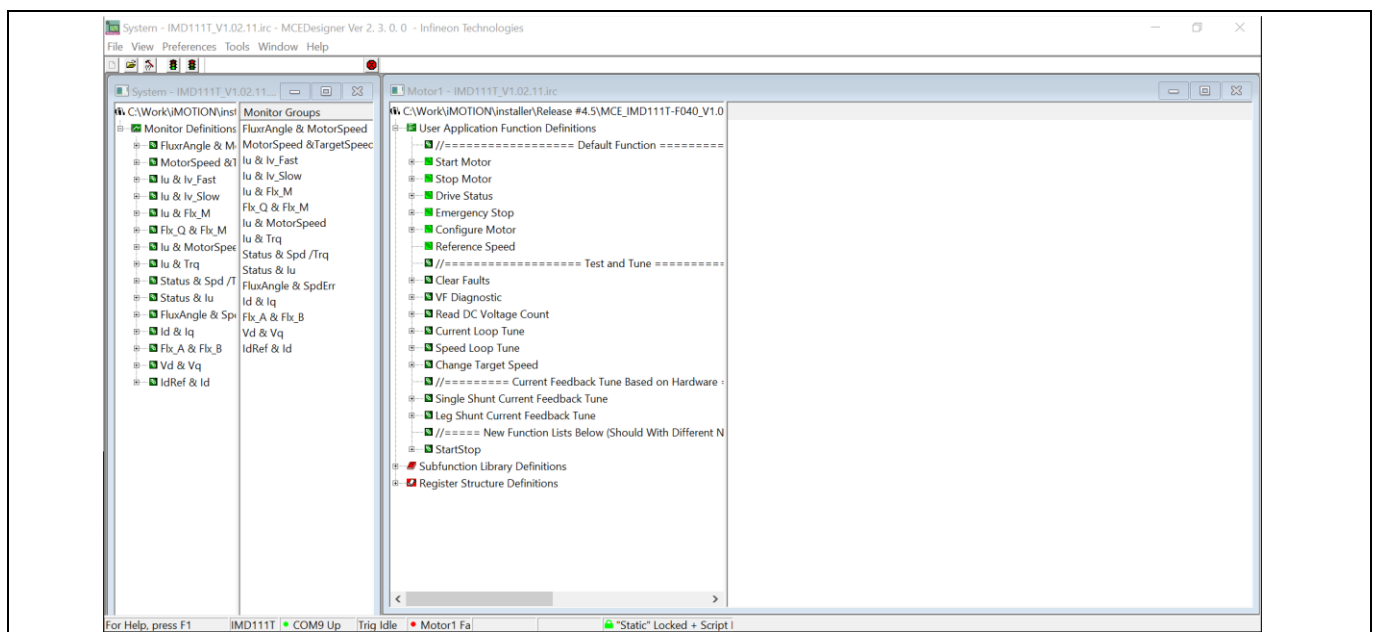 System - IMD111T_V1.02.11.irc - MCEDesigner Ver 2. 3. 0. 0 - Infineon Technologies
File View Preferences Tools Window Help
System - IMD111T_V1.02.11....
C:\Work\iMOTION\inst
Monitor Definitions
FluxrAngle & M
MotorSpeed &T
Iu & Iv_Fast
Iu & Iv_Slow
Iu & Flx_M
Flx_Q & Flx_M
Iu & MotorSpee
Iu & Trq
Status & Spd /T
Status & Iu
FluxAngle & Sp
Id & Iq
Flx_A & Flx_B
Vd & Vq
IdRef & Id
Monitor Groups
FluxrAngle & MotorSpeed
MotorSpeed &TargetSpeec
Iu & Iv_Fast
Iu & Iv_Slow
Iu & Flx_M
Flx_Q & Flx_M
Iu & MotorSpeed
Iu & Trq
Status & Spd /Trq
Status & Iu
FluxAngle & SpdErr
Id & Iq
Flx_A & Flx_B
Vd & Vq
IdRef & Id
Motor1 - IMD111T_V1.02.11.irc
C:\Work\iMOTION\installer\Release #4.5\MCE_IMD111T-F040_V1.0
User Application Function Definitions
//================== Default Function =========
Start Motor
Stop Motor
Drive Status
Emergency Stop
Configure Motor
Reference Speed
//=================== Test and Tune ==========
Clear Faults
VF Diagnostic
Read DC Voltage Count
Current Loop Tune
Speed Loop Tune
Change Target Speed
//========= Current Feedback Tune Based on Hardware =
Single Shunt Current Feedback Tune
Leg Shunt Current Feedback Tune
//===== New Function Lists Below (Should With Different N
StartStop
Subfunction Library Definitions
Register Structure Definitions
For Help, press F1 IMD111T COM9 Up Trig Idle Motor1 Fa "Static" Locked + Script